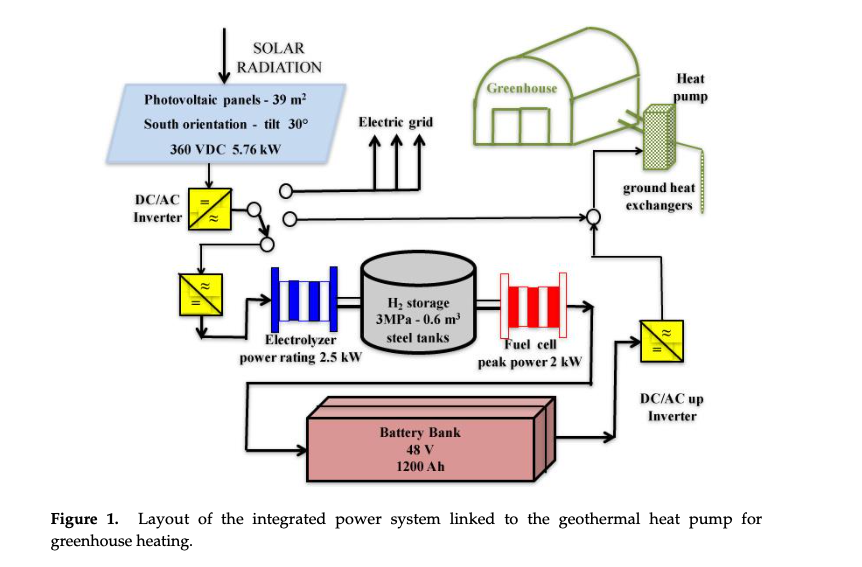 SOLAR
RADIATION
Photovoltaic panels - 39 m²
South orientation - tilt 30°
360 VDC 5.76 kW
Electric grid
Greenhouse
Heat
pump
DC/AC
Inverter
=
≈
ground heat
exchangers
≈
=
H₂ storage
3MPa - 0.6 m³
steel tanks
Electrolyzer
power rating 2.5 kW
Fuel cell
peak power 2 kW
≈
=
DC/AC up
Inverter
Battery Bank
48 V
1200 Ah
Figure 1. Layout of the integrated power system linked to the geothermal heat pump for
greenhouse heating.